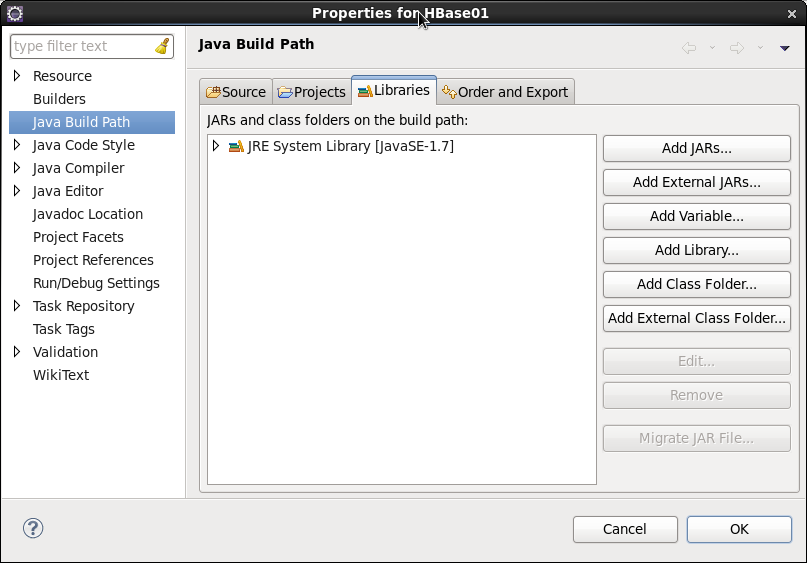 Properties for HBase01
type filter text
Resource
Builders
Java Build Path
Java Code Style
Java Compiler
Java Editor
Javadoc Location
Project Facets
Project References
Run/Debug Settings
Task Repository
Task Tags
Validation
WikiText
Java Build Path
Source Projects Libraries Order and Export
JARs and class folders on the build path:
JRE System Library [JavaSE-1.7]
Add JARs...
Add External JARs...
Add Variable...
Add Library...
Add Class Folder...
Add External Class Folder...
Edit...
Remove
Migrate JAR File...
?
Cancel OK